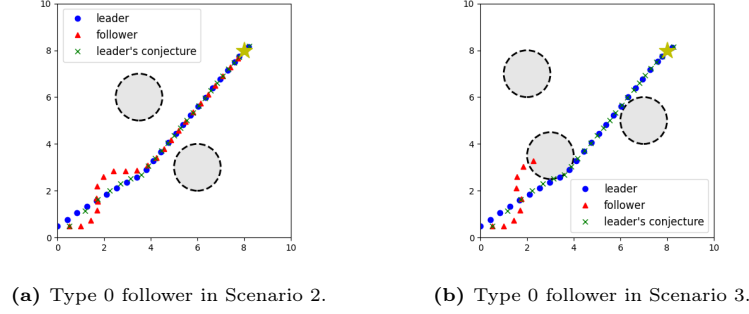 10
8
6
4
2
0
0 2 4 6 8 10
leader
follower
leader's conjecture
(a) Type 0 follower in Scenario 2.
10
8
6
4
2
0
0 2 4 6 8 10
leader
follower
leader's conjecture
(b) Type 0 follower in Scenario 3.